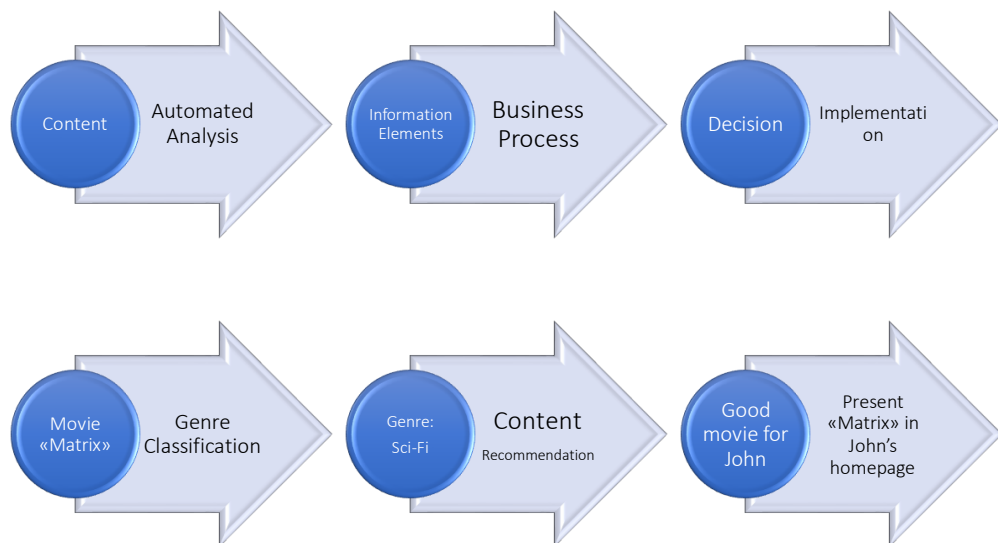 Content
Automated
Analysis
Information
Elements
Business
Process
Decision
Implementati
on
Movie
«Matrix»
Genre
Classification
Genre:
Sci-Fi
Content
Recommendation
Good
movie for
John
Present
«Matrix» in
John’s
homepage